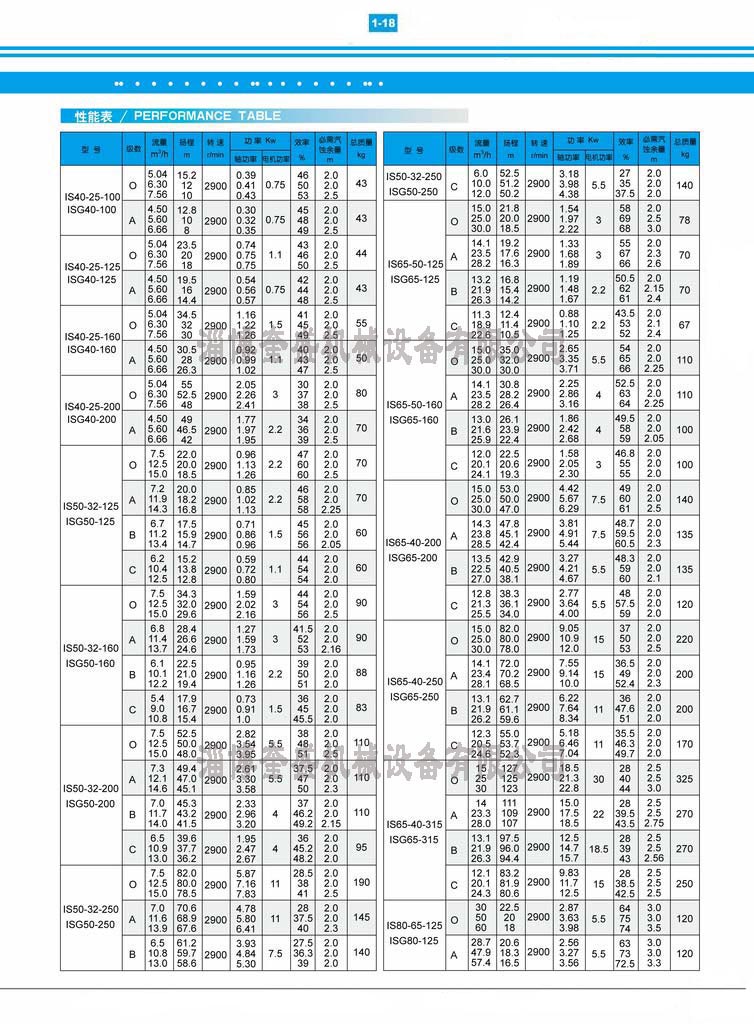 1-18
性能表 / PERFORMANCE TABLE
型 号 级数 流量 m³/h 扬程 m 转 速 r/min 功 率 Kw 轴功率 电机功率 效率 % 必需汽蚀余量 m 总质量 kg
IS40-25-100
ISG40-100
O 5.04 15.2 2900 0.39 0.75 46 2.0 43
6.30 12 0.41 50 2.0
7.56 10 0.43 53 2.5
A 4.50 12.8 2900 0.30 0.75 45 2.0 43
5.60 10 0.32 48 2.0
6.66 8 0.35 49 2.5
IS40-25-125
ISG40-125
O 5.04 23.5 2900 0.74 1.1 43 2.0 44
6.30 20 0.75 46 2.0
7.56 18 0.75 50 2.5
A 4.50 19.5 2900 0.54 0.75 42 2.0 43
5.60 16 0.56 44 2.0
6.66 14.4 0.57 48 2.5
IS40-25-160
ISG40-160
O 5.04 34.5 2900 1.16 1.5 41 2.0 55
6.30 32 1.22 45 2.0
7.56 30 1.26 49 2.5
A 4.50 30.5 2900 0.92 1.1 40 2.0 50
5.60 28 0.99 43 2.0
6.66 26.3 1.02 47 2.5
IS40-25-200
ISG40-200
O 5.04 55 2900 2.05 3 30 2.0 80
6.30 52.5 2.26 37 2.0
7.56 48 2.41 38 2.5
A 4.50 49 2900 1.77 2.2 34 2.0 70
5.60 46.5 1.97 36 2.0
6.66 42 1.95 39 2.5
IS50-32-125
ISG50-125
O 7.5 22.0 2900 0.96 2.2 47 2.0 70
12.5 20.0 1.13 60 2.0
15.0 18.5 1.26 60 2.5
A 7.2 20.0 2900 0.85 2.2 46 2.0 70
11.9 18.2 1.02 58 2.0
14.3 16.8 1.13 58 2.25
B 6.7 17.5 2900 0.71 1.5 45 2.0 60
11.2 15.9 0.86 56 2.0
13.4 14.7 0.96 56 2.05
C 6.2 15.2 2900 0.59 1.1 44 2.0 60
10.4 13.8 0.72 54 2.0
12.5 12.8 0.80 54 2.0
IS50-32-160
ISG50-160
O 7.5 34.3 2900 1.59 3 44 2.0 90
12.5 32.0 2.02 54 2.0
15.0 29.6 2.16 56 2.5
A 6.8 28.4 2900 1.27 3 41.5 2.0 90
11.4 26.6 1.59 52 2.0
13.7 24.6 1.73 53 2.16
B 6.1 22.5 2900 0.95 2.2 39 2.0 88
10.1 21.0 1.16 50 2.0
12.2 19.4 1.26 51 2.0
C 5.4 17.9 2900 0.73 1.5 36 2.0 83
9.0 16.7 0.91 45 2.0
10.8 15.4 1.0 45.5 2.0
IS50-32-200
ISG50-200
O 7.5 52.5 2900 2.82 5.5 38 2.0 110
12.5 50.0 3.54 48 2.0
15.0 48.0 3.95 51 2.5
A 7.3 49.4 2900 2.61 5.5 37.5 2.0 110
12.1 47.0 47 2.0
14.6 45.1 3.58 50 2.3
B 7.0 45.3 2900 2.33 4 37 2.0 110
11.7 43.2 2.96 46.2 2.0
14.0 41.5 3.20 49.2 2.15
C 6.5 39.6 2900 1.95 4 36 2.0 95
10.9 37.7 2.47 45.2 2.0
13.0 36.2 2.67 48.2 2.0
IS50-32-250
ISG50-250
O 7.5 82.0 2900 5.87 11 28.5 2.0 190
12.5 80.0 7.16 38 2.0
15.0 78.5 7.83 41 2.5
A 7.0 70.6 2900 4.78 11 28 2.0 145
11.6 68.9 5.80 37.5 2.0
13.9 67.6 6.41 40 2.3
B 6.5 61.2 2900 3.93 7.5 27.5 2.0 140
10.8 59.7 4.84 36.3 2.0
13.0 58.6 5.30 39 2.0
型 号 级数 流量 m³/h 扬程 m 转 速 r/min 功 率 Kw 轴功率 电机功率 效率 % 必需汽蚀余量 m 总质量 kg
IS50-32-250
ISG50-250
C 6.0 52.5 2900 3.18 5.5 27 2.0 140
10.0 51.2 3.98 35 2.0
12.0 50.2 4.38 37.5 2.0
IS65-50-125
ISG65-125
O 15.0 21.8 2900 1.54 3 58 2.0 78
25.0 20.0 1.97 69 2.5
30.0 18.5 2.22 68 3.0
A 14.1 19.2 2900 1.33 3 55 2.0 70
23.5 17.6 1.68 67 2.3
28.2 16.3 1.89 66 2.6
B 13.2 16.8 2900 1.19 2.2 50.5 2.0 70
21.9 15.4 1.48 62 2.15
26.3 14.2 1.67 61 2.4
C 11.3 12.4 2900 0.88 2.2 43.5 2.0 67
18.9 11.4 1.10 53 2.1
22.6 10.5 1.25 52 2.4
IS65-50-160
ISG65-160
O 15.0 35.0 2900 2.65 5.5 54 2.0 110
25.0 32.0 3.35 65 2.0
30.0 30.0 3.71 66 2.25
A 14.1 30.8 2900 2.25 4 52.5 2.0 110
23.5 28.2 2.86 63 2.0
28.2 26.4 3.16 64 2.25
B 13.0 26.1 2900 1.86 4 49.5 2.0 100
21.6 23.9 2.42 58 2.0
25.9 22.4 2.68 59 2.05
C 12.0 22.5 2900 1.58 3 46.8 2.0 100
20.1 20.6 2.05 55 2.0
24.1 19.3 2.30 55 2.0
IS65-40-200
ISG65-200
O 15.0 53.0 2900 4.42 7.5 49 2.0 140
25.0 50.0 5.67 60 2.0
30.0 47.0 6.29 61 2.5
A 14.3 47.8 2900 3.81 7.5 48.7 2.0 135
23.8 45.1 4.91 59.5 2.0
28.5 42.4 5.44 60.5 2.3
B 13.5 42.9 2900 3.27 5.5 48.3 2.0 135
22.5 40.5 4.21 59 2.0
27.0 38.1 4.67 60 2.1
C 12.8 38.3 2900 2.77 5.5 48 2.0 120
21.3 36.1 3.64 57.5 2.0
25.5 34.0 4.00 59 2.0
IS65-40-250
ISG65-250
O 15.0 82.0 2900 9.05 15 37 2.0 220
25.0 80.0 10.9 50 2.0
30.0 78.0 12.0 53 2.5
A 14.1 72.0 2900 7.55 15 36.5 2.0 200
23.4 70.2 9.14 49 2.0
28.1 68.5 10.0 52.4 2.3
B 13.1 62.7 2900 6.22 11 36 2.0 200
21.9 61.1 7.64 47.6 2.0
26.2 59.6 8.34 51 2.0
C 12.3 55.0 2900 5.18 11 35.5 2.0 170
20.5 53.7 6.46 46.3 2.0
24.6 52.3 7.04 49.7 2.0
IS65-40-315
ISG65-315
O 15 127 2900 18.5 30 28 2.5 325
25 125 21.3 40 2.5
30 123 22.8 44 3.0
A 14 111 2900 15.0 22 28 2.5 270
23.3 109 17.5 39.5 2.5
28.0 107 18.5 43.5 2.75
B 13.1 97.5 2900 12.5 18.5 28 2.5 270
21.9 96.0 14.7 39 2.5
26.3 94.4 15.7 43 2.56
C 12.1 83.2 2900 9.83 15 28 2.5 250
20.1 81.9 11.7 38.5 2.5
24.3 80.6 12.5 42.5 2.5
IS80-65-125
ISG80-125
O 30 22.5 2900 2.87 5.5 64 3.0 120
50 20 3.63 75 3.0
60 18 3.98 74 3.5
A 28.7 20.6 2900 2.56 5.5 63 3.0 120
47.9 18.3 3.27 73 3.0
57.4 16.5 3.56 72.5 3.3